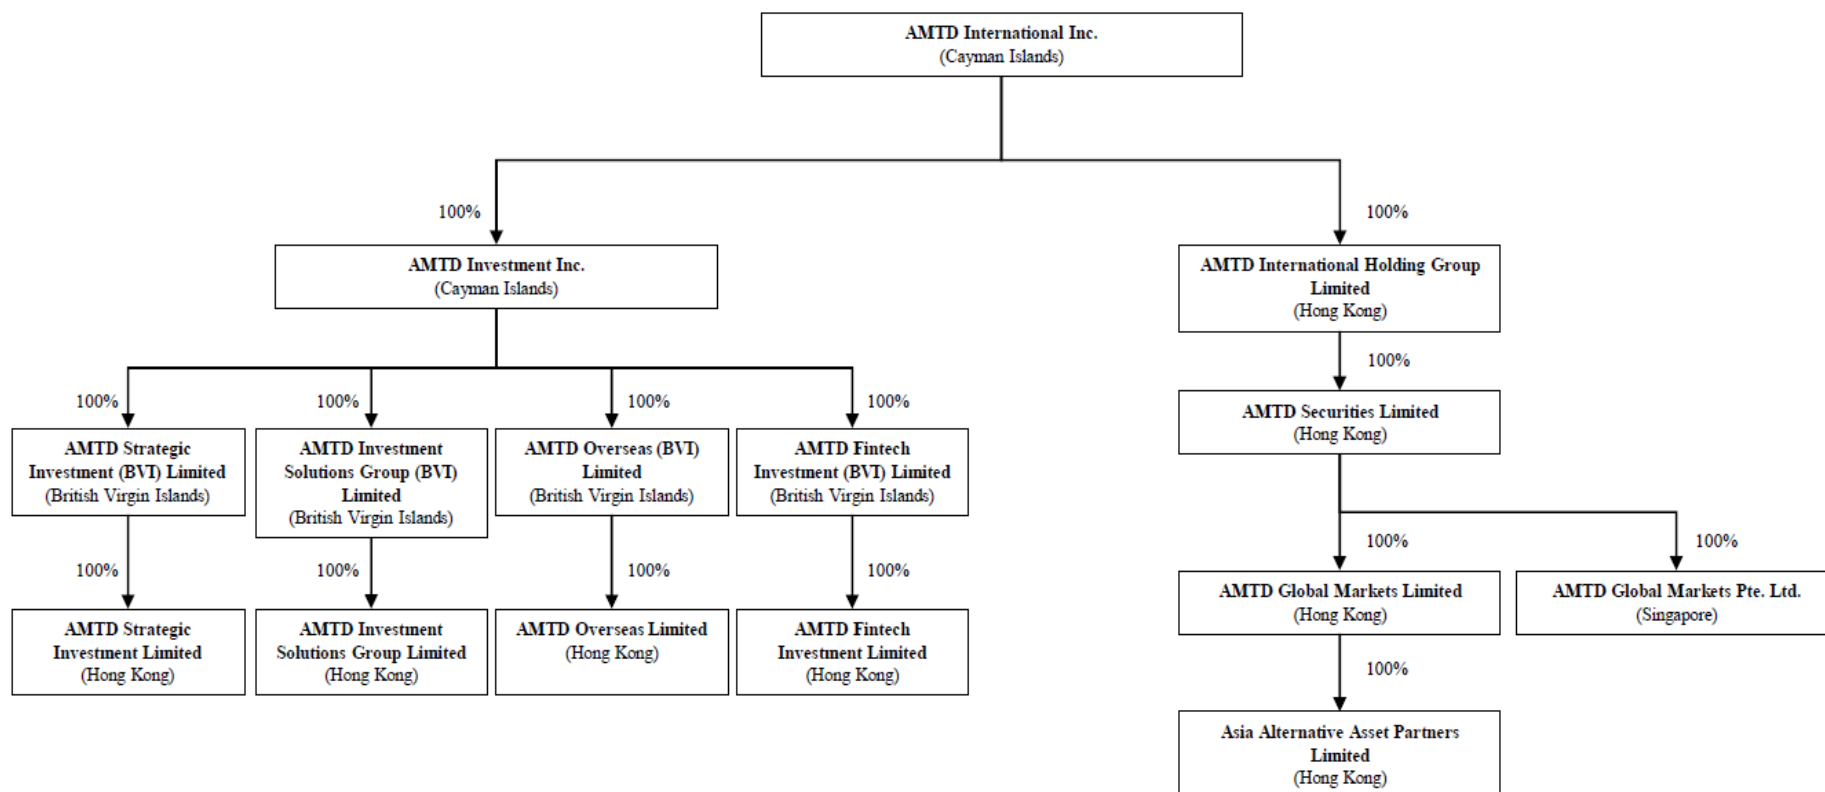 AMTD International Inc.
(Cayman Islands)
100%
100%
AMTD Investment Inc.
(Cayman Islands)
AMTD International Holding Group
Limited
(Hong Kong)
100%
100%
100%
100%
100%
AMTD Strategic
Investment (BVI) Limited
(British Virgin Islands)
AMTD Investment
Solutions Group (BVI)
Limited
(British Virgin Islands)
AMTD Overseas (BVI)
Limited
(British Virgin Islands)
AMTD Fintech
Investment (BVI) Limited
(British Virgin Islands)
AMTD Securities Limited
(Hong Kong)
100%
100%
100%
100%
100%
100%
AMTD Strategic
Investment Limited
(Hong Kong)
AMTD Investment
Solutions Group Limited
(Hong Kong)
AMTD Overseas Limited
(Hong Kong)
AMTD Fintech
Investment Limited
(Hong Kong)
AMTD Global Markets Limited
(Hong Kong)
AMTD Global Markets Pte. Ltd.
(Singapore)
100%
Asia Alternative Asset Partners
Limited
(Hong Kong)